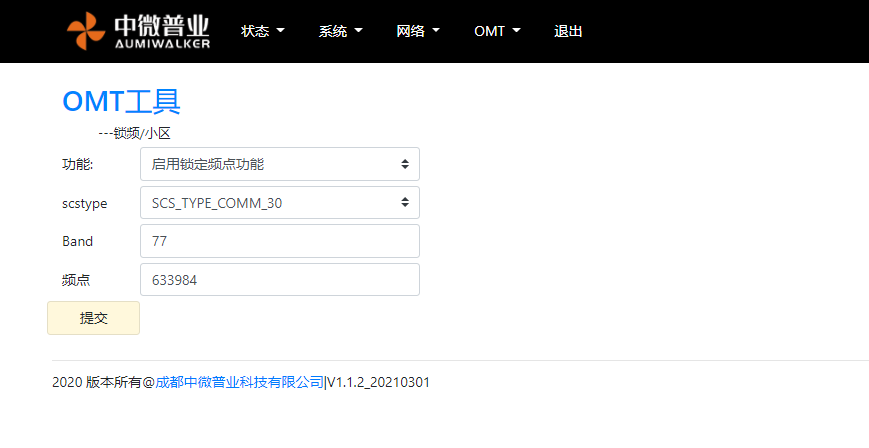 中微普业
AUMIWALKER
状态 系统 网络 OMT 退出
OMT工具
---锁频/小区
功能: 启用锁定频点功能
scstype SCS_TYPE_COMM_30
Band 77
频点 633984
提交
2020 版本所有@成都中微普业科技有限公司|V1.1.2_20210301